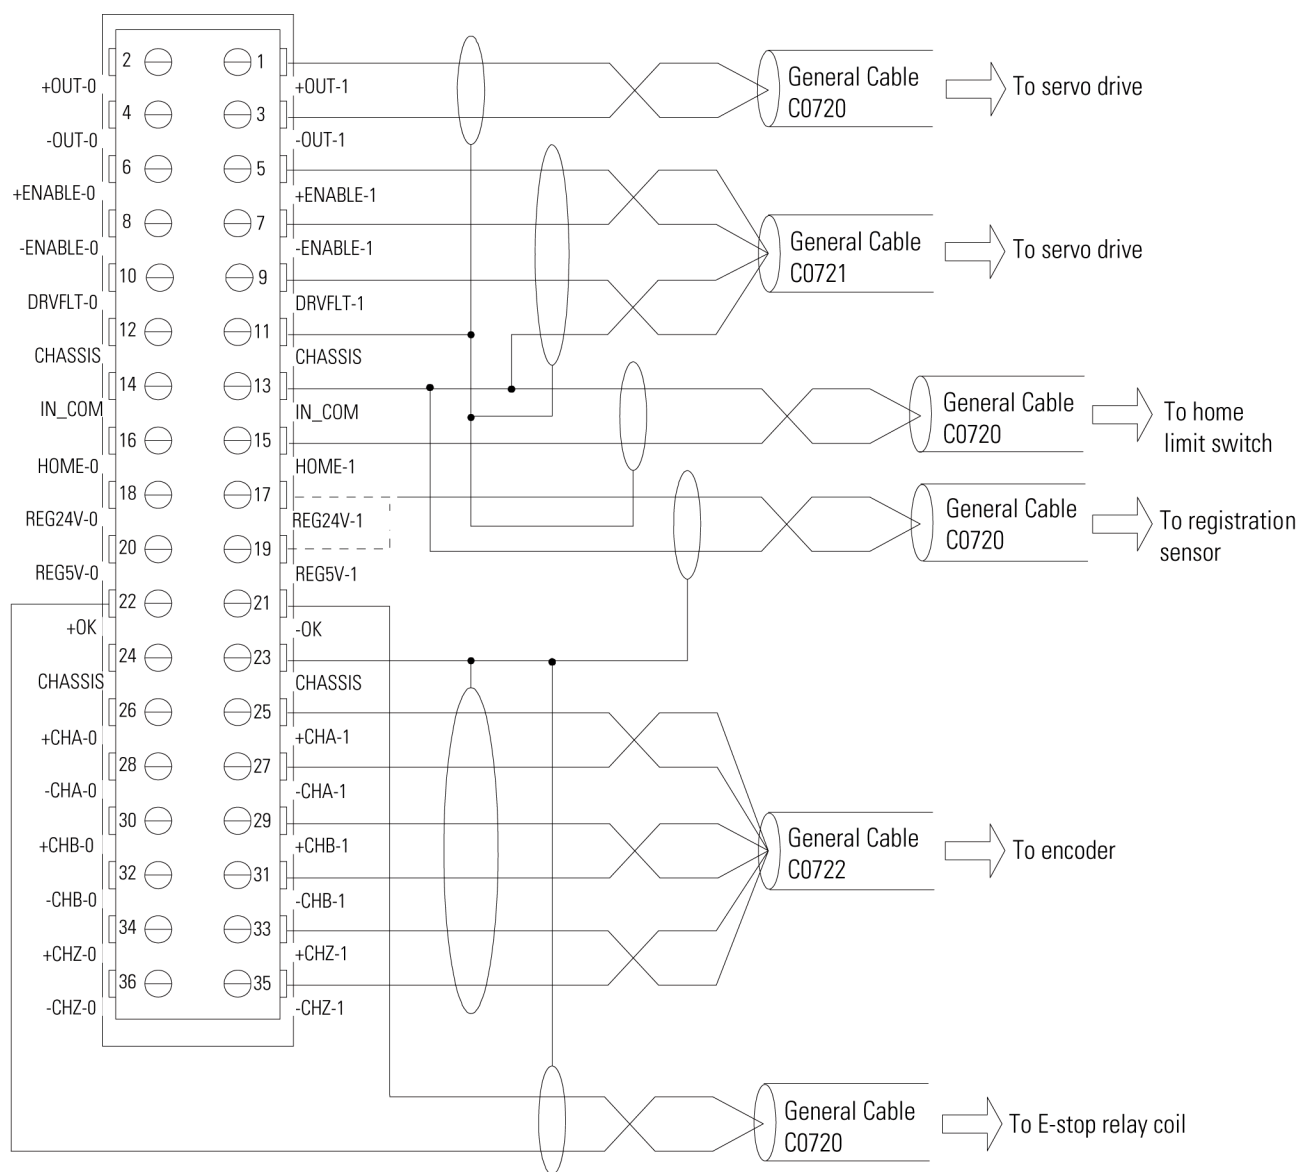 2 1
+OUT-0 +OUT-1
General Cable
C0720
To servo drive
4 3
-OUT-0 -OUT-1
6 5
+ENABLE-0 +ENABLE-1
8 7
-ENABLE-0 -ENABLE-1
General Cable
C0721
To servo drive
10 9
DRVFLT-0 DRVFLT-1
12 11
CHASSIS CHASSIS
14 13
IN_COM IN_COM
General Cable
C0720
To home
limit switch
16 15
HOME-0 HOME-1
18 17
REG24V-0 REG24V-1
General Cable
C0720
To registration
sensor
20 19
REG5V-0 REG5V-1
22 21
+OK -OK
24 23
CHASSIS CHASSIS
26 25
+CHA-0 +CHA-1
28 27
-CHA-0 -CHA-1
30 29
+CHB-0 +CHB-1
General Cable
C0722
To encoder
32 31
-CHB-0 -CHB-1
34 33
+CHZ-0 +CHZ-1
36 35
-CHZ-0 -CHZ-1
General Cable
C0720
To E-stop relay coil